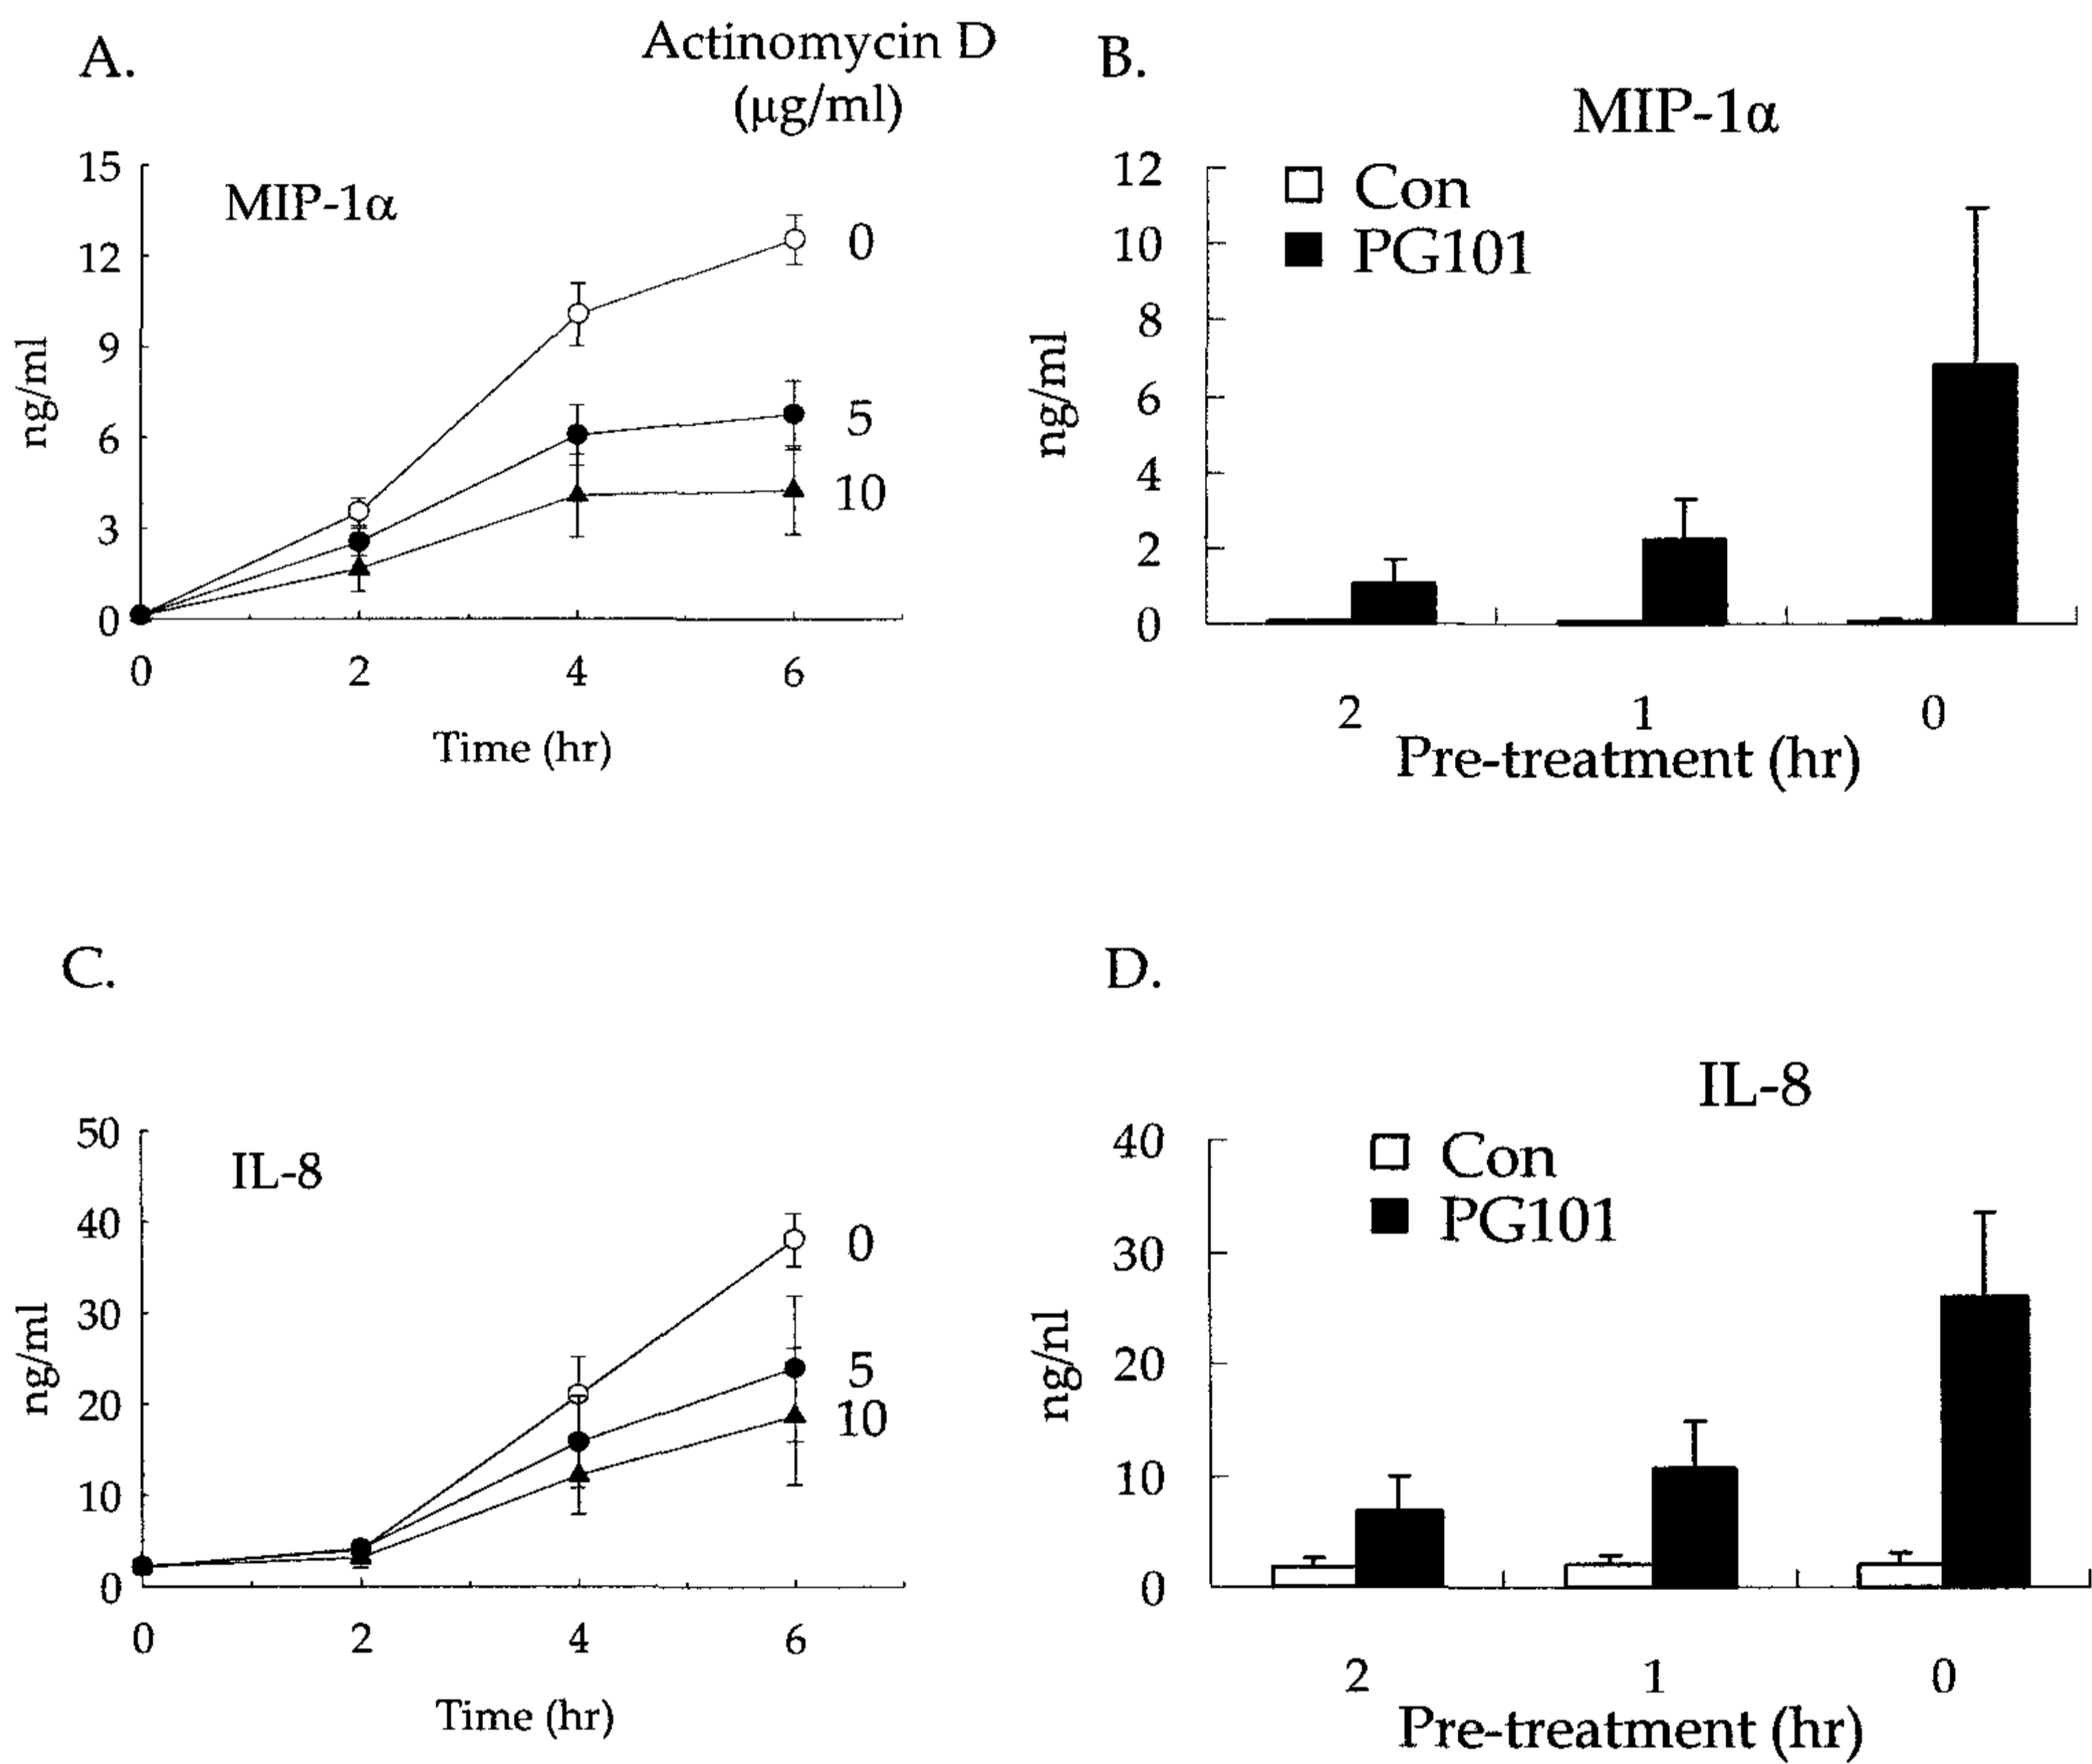 A.
Actinomycin D
(μg/ml)
MIP-1α
15
12
9
6
3
0
ng/ml
0
5
10
0 2 4 6
Time (hr)
B.
MIP-1α
Con
PG101
12
10
8
6
4
2
0
ng/ml
2 1 0
Pre-treatment (hr)
C.
IL-8
50
40
30
20
10
0
ng/ml
0
5
10
0 2 4 6
Time (hr)
D.
IL-8
Con
PG101
40
30
20
10
0
ng/nl
2 1 0
Pre-treatment (hr)